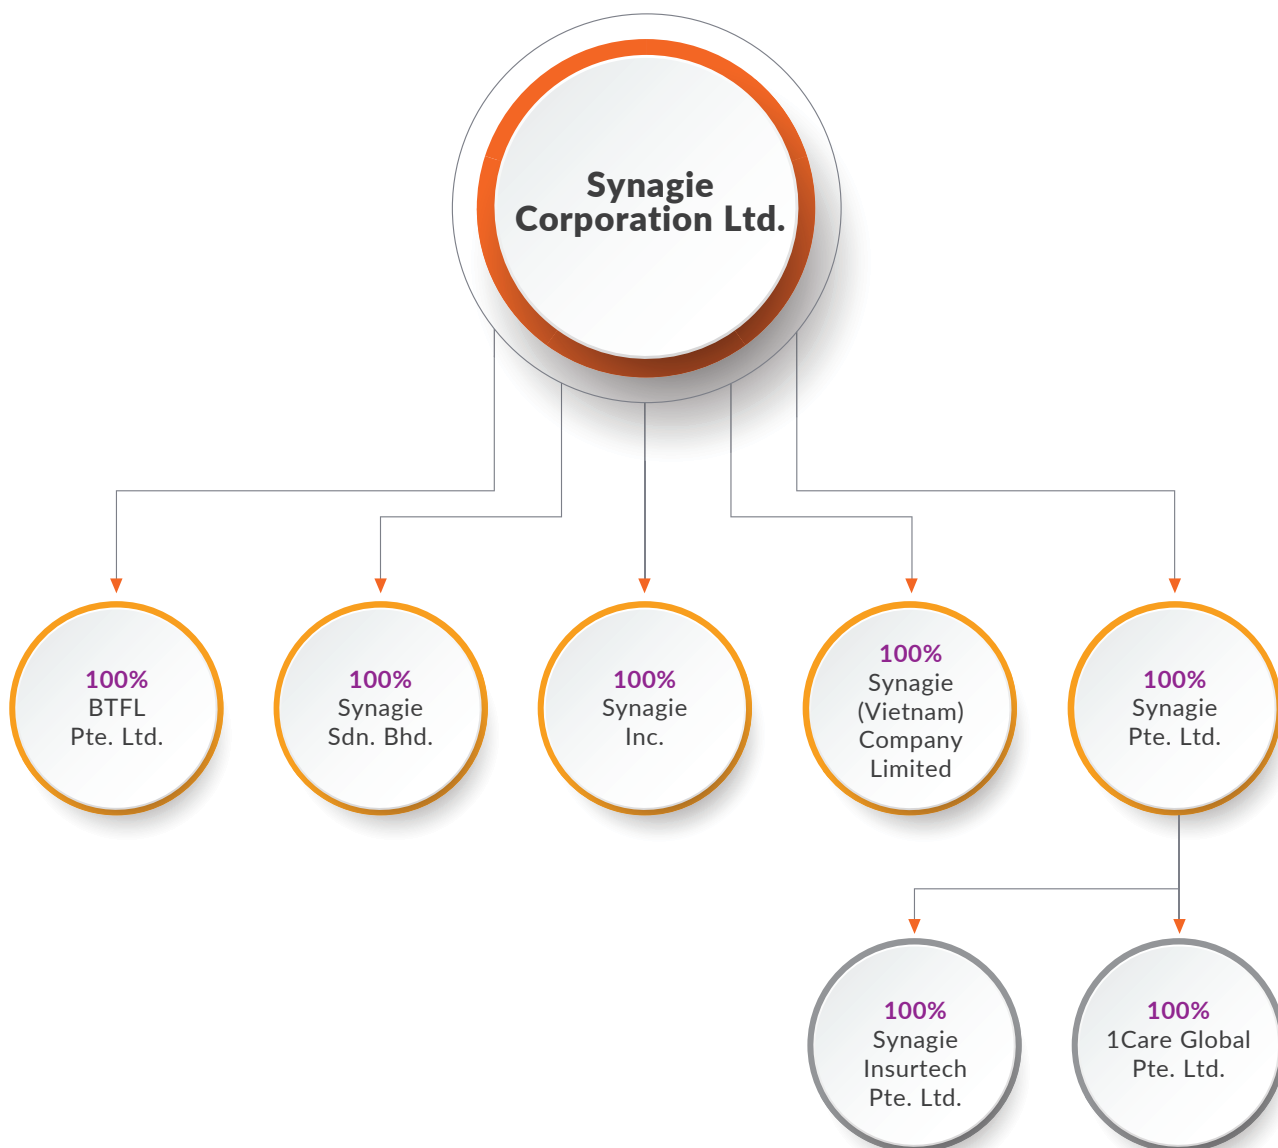 Synagie
Corporation Ltd.
100%
BTFL
Pte. Ltd.
100%
Synagie
Sdn. Bhd.
100%
Synagie
Inc.
100%
Synagie
(Vietnam)
Company
Limited
100%
Synagie
Pte. Ltd.
100%
Synagie
Insurtech
Pte. Ltd.
100%
1Care Global
Pte. Ltd.